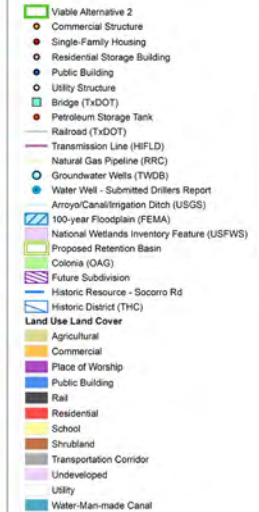 Viable Alternative 2
Commercial Structure
Single-Family Housing
Residential Storage Building
Public Building
Utility Structure
Bridge (TxDOT)
Petroleum Storage Tank
Railroad (TxDOT)
Transmission Line (HIFLD)
Natural Gas Pipeline (RRC)
Groundwater Wells (TWDB)
Water Well - Submitted Drillers Report
Arroyo/Canal/Irrigation Ditch (USGS)
100-year Floodplain (FEMA)
National Wetlands Inventory Feature (USFWS)
Proposed Retention Basin
Colonia (OAG)
Future Subdivision
Historic Resource - Socorro Rd
Historic District (THC)
Land Use Land Cover
Agricultural
Commercial
Place of Worship
Public Building
Rail
Residential
School
Shrubland
Transportation Corridor
Undeveloped
Utility
Water-Man-made Canal